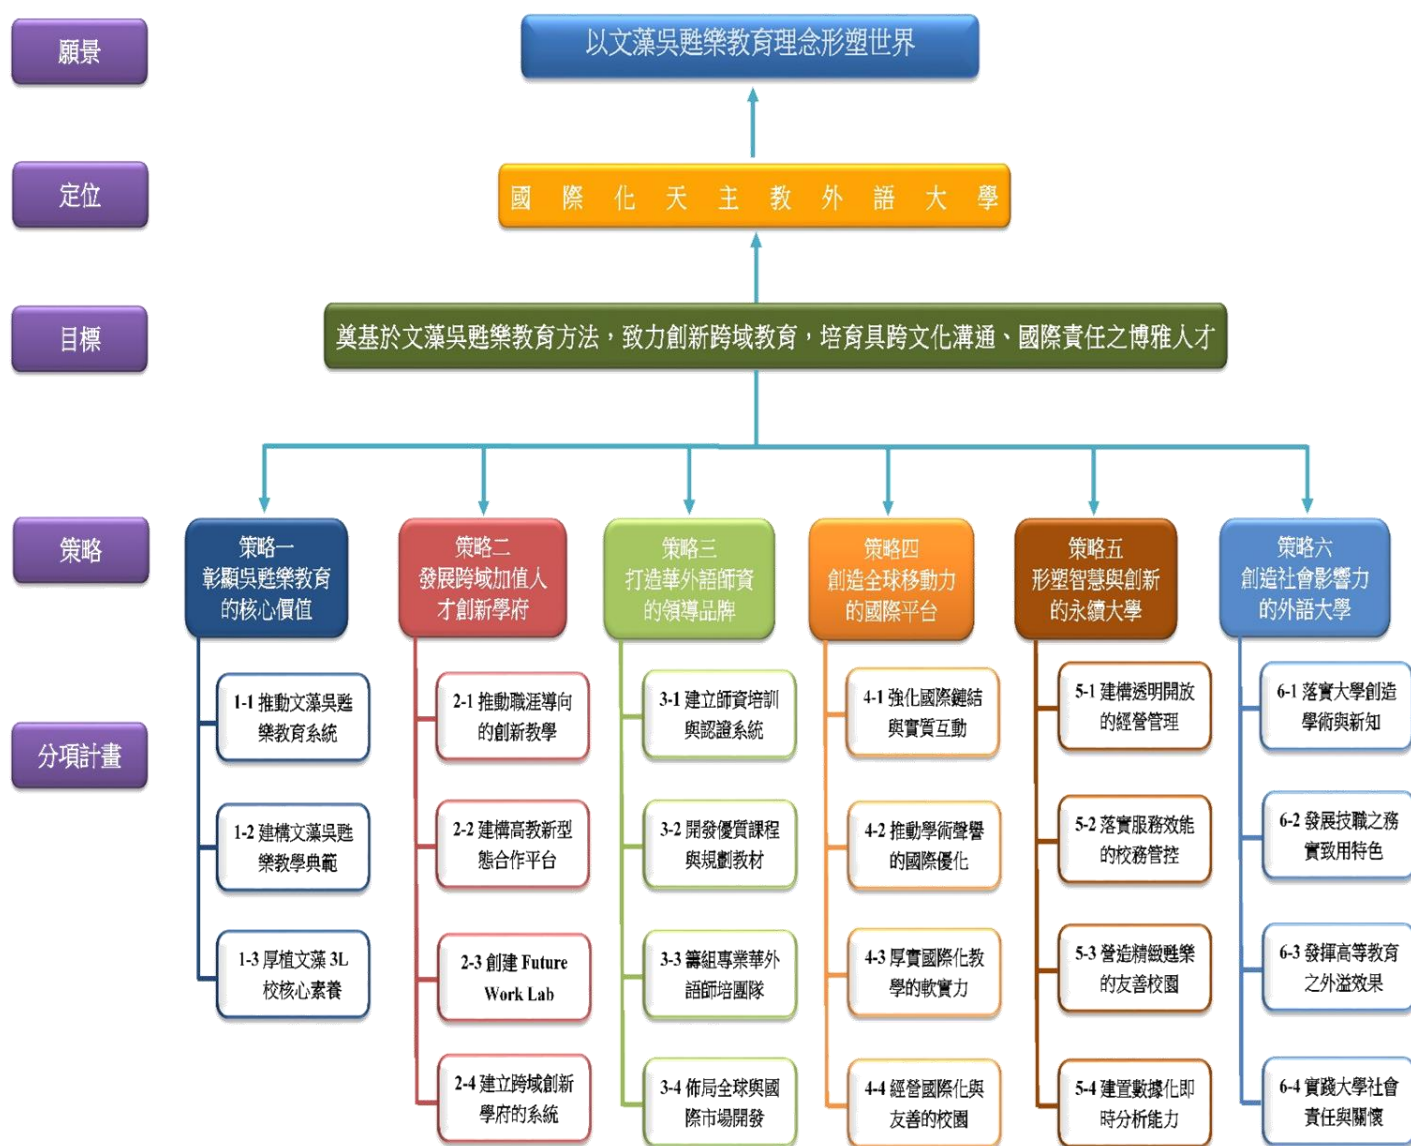 願景
以文藻吳甦樂教育理念形塑世界
定位
國際化天主教外語大學
目標
奠基於文藻吳甦樂教育方法，致力創新跨域教育，培育具跨文化溝通、國際責任之博雅人才
策略
策略一
彰顯吳甦樂教育
的核心價值
策略二
發展跨域加值人
才創新學府
策略三
打造華外語師資
的領導品牌
策略四
創造全球移動力
的國際平台
策略五
形塑智慧與創新
的永續大學
策略六
創造社會影響力
的外語大學
分項計畫
1-1 推動文藻吳甦
樂教育系統
1-2 建構文藻吳甦
樂教學典範
1-3 厚植文藻 3L
校核心素養
2-1 推動職涯導向
的創新教學
2-2 建構高教新型
態合作平台
2-3 創建 Future
Work Lab
2-4 建立跨域創新
學府的系統
3-1 建立師資培訓
與認證系統
3-2 開發優質課程
與規劃教材
3-3 籌組專業華外
語師培團隊
3-4 佈局全球與國
際市場開發
4-1 強化國際鏈結
與實質互動
4-2 推動學術聲譽
的國際優化
4-3 厚實國際化教
學的軟實力
4-4 經營國際化與
友善的校園
5-1 建構透明開放
的經營管理
5-2 落實服務效能
的校務管控
5-3 營造精緻甦樂
的友善校園
5-4 建置數據化即
時分析能力
6-1 落實大學創造
學術與新知
6-2 發展技職之務
實致用特色
6-3 發揮高等教育
之外溢效果
6-4 實踐大學社會
責任與關懷